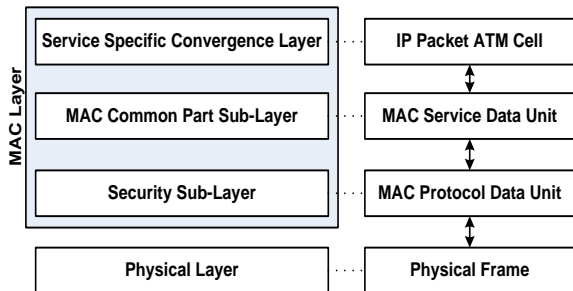 MAC Layer
Service Specific Convergence Layer
IP Packet ATM Cell
MAC Common Part Sub-Layer
MAC Service Data Unit
Security Sub-Layer
MAC Protocol Data Unit
Physical Layer
Physical Frame